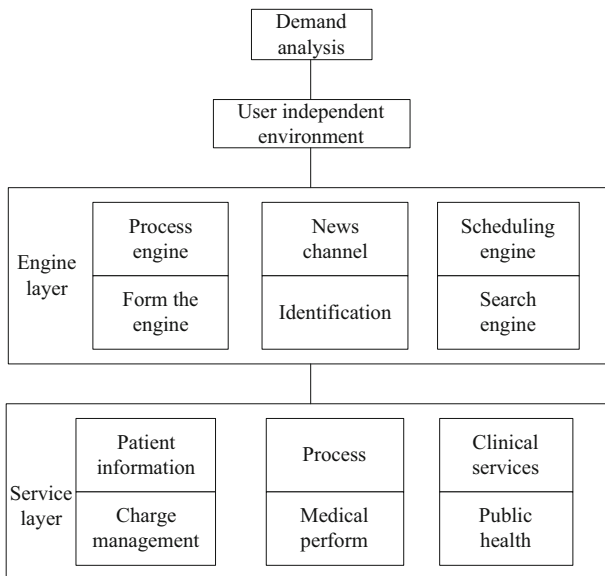 Demand
analysis
User independent
environment
Engine
layer
Process
engine
News
channel
Scheduling
engine
Form the
engine
Identification
Search
engine
Service
layer
Patient
information
Process
Clinical
services
Charge
management
Medical
perform
Public
health